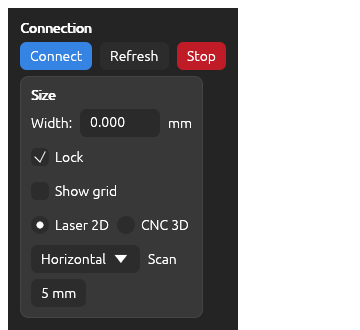 Connection
Connect Refresh Stop
Size
Width: 0.000 mm
Lock
Show grid
Laser 2D CNC 3D
Horizontal Scan
5 mm